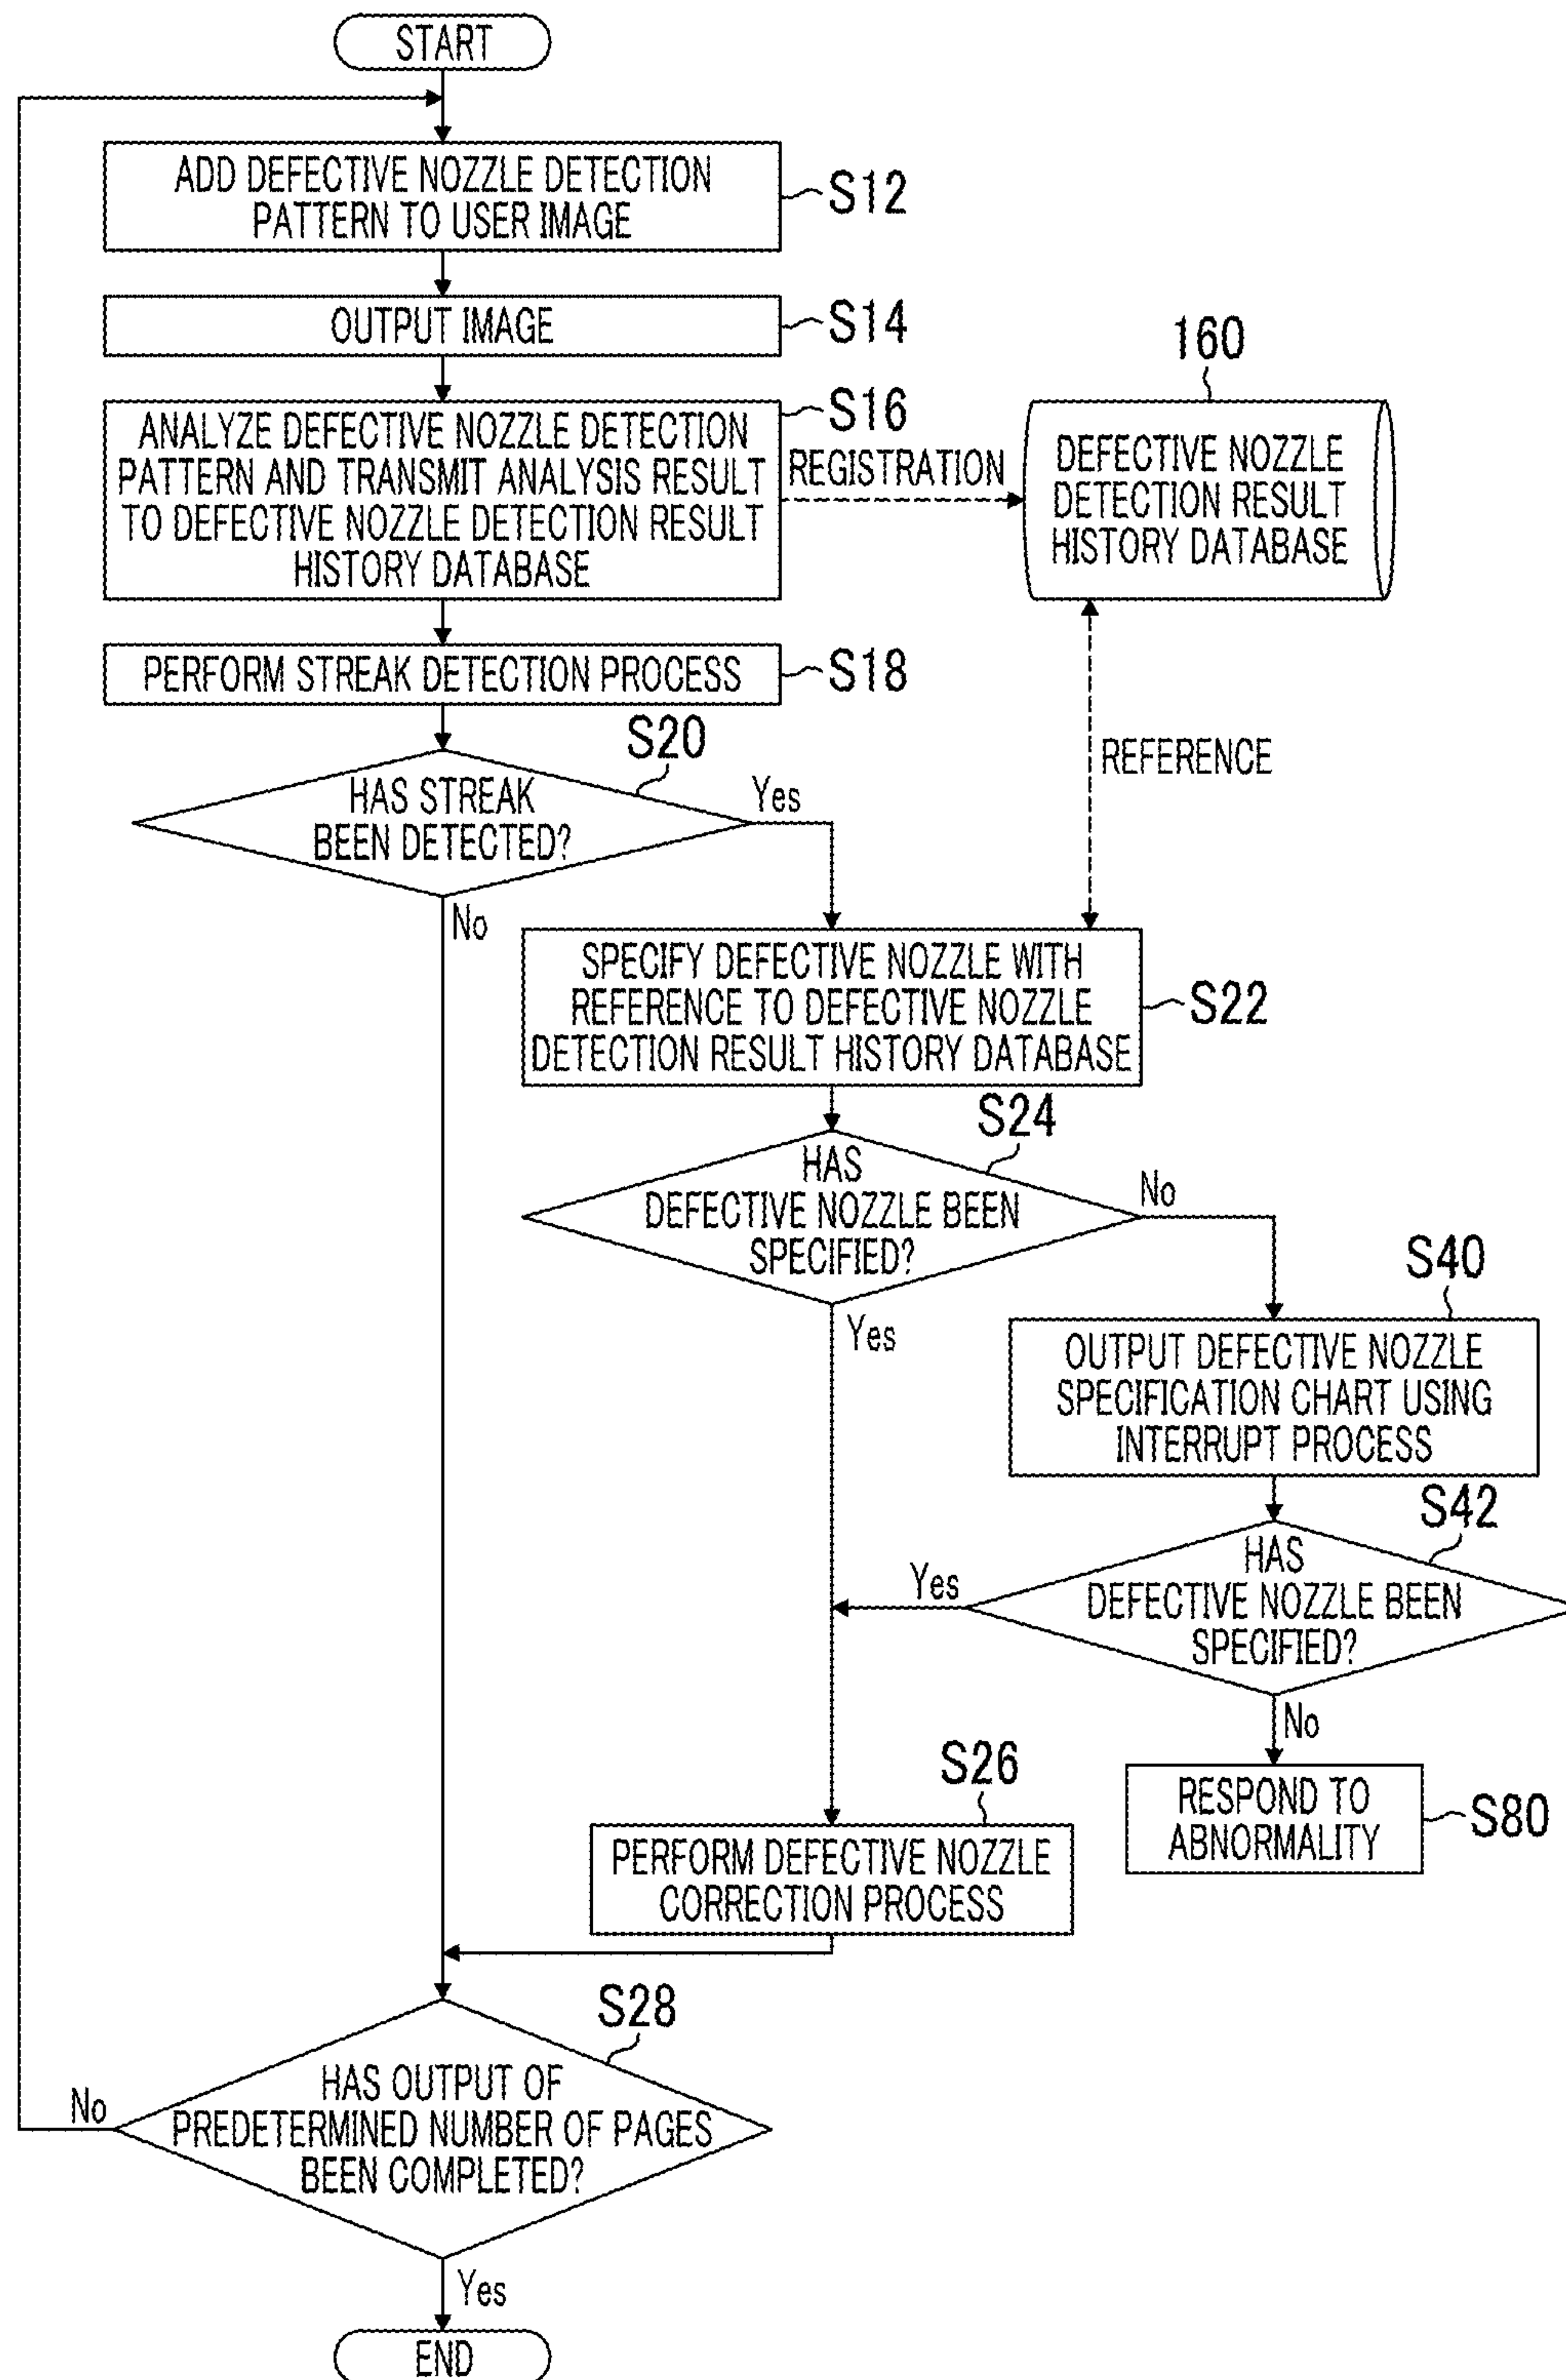 START
ADD DEFECTIVE NOZZLE DETECTION
PATTERN TO USER IMAGE
S12
OUTPUT IMAGE
S14
160
ANALYZE DEFECTIVE NOZZLE DETECTION
PATTERN AND TRANSMIT ANALYSIS RESULT
TO DEFECTIVE NOZZLE DETECTION RESULT
HISTORY DATABASE
S16
REGISTRATION
DEFECTIVE NOZZLE
DETECTION RESULT
HISTORY DATABASE
PERFORM STREAK DETECTION PROCESS
S18
S20
HAS STREAK
BEEN DETECTED?
Yes
No
REFERENCE
SPECIFY DEFECTIVE NOZZLE WITH
REFERENCE TO DEFECTIVE NOZZLE
DETECTION RESULT HISTORY DATABASE
S22
S24
HAS
DEFECTIVE NOZZLE BEEN
SPECIFIED?
No
Yes
S40
OUTPUT DEFECTIVE NOZZLE
SPECIFICATION CHART USING
INTERRUPT PROCESS
S42
HAS
DEFECTIVE NOZZLE BEEN
SPECIFIED?
Yes
No
S26
PERFORM DEFECTIVE NOZZLE
CORRECTION PROCESS
RESPOND TO
ABNORMALITY
S80
S28
HAS OUTPUT OF
PREDETERMINED NUMBER OF PAGES
BEEN COMPLETED?
No
Yes
END